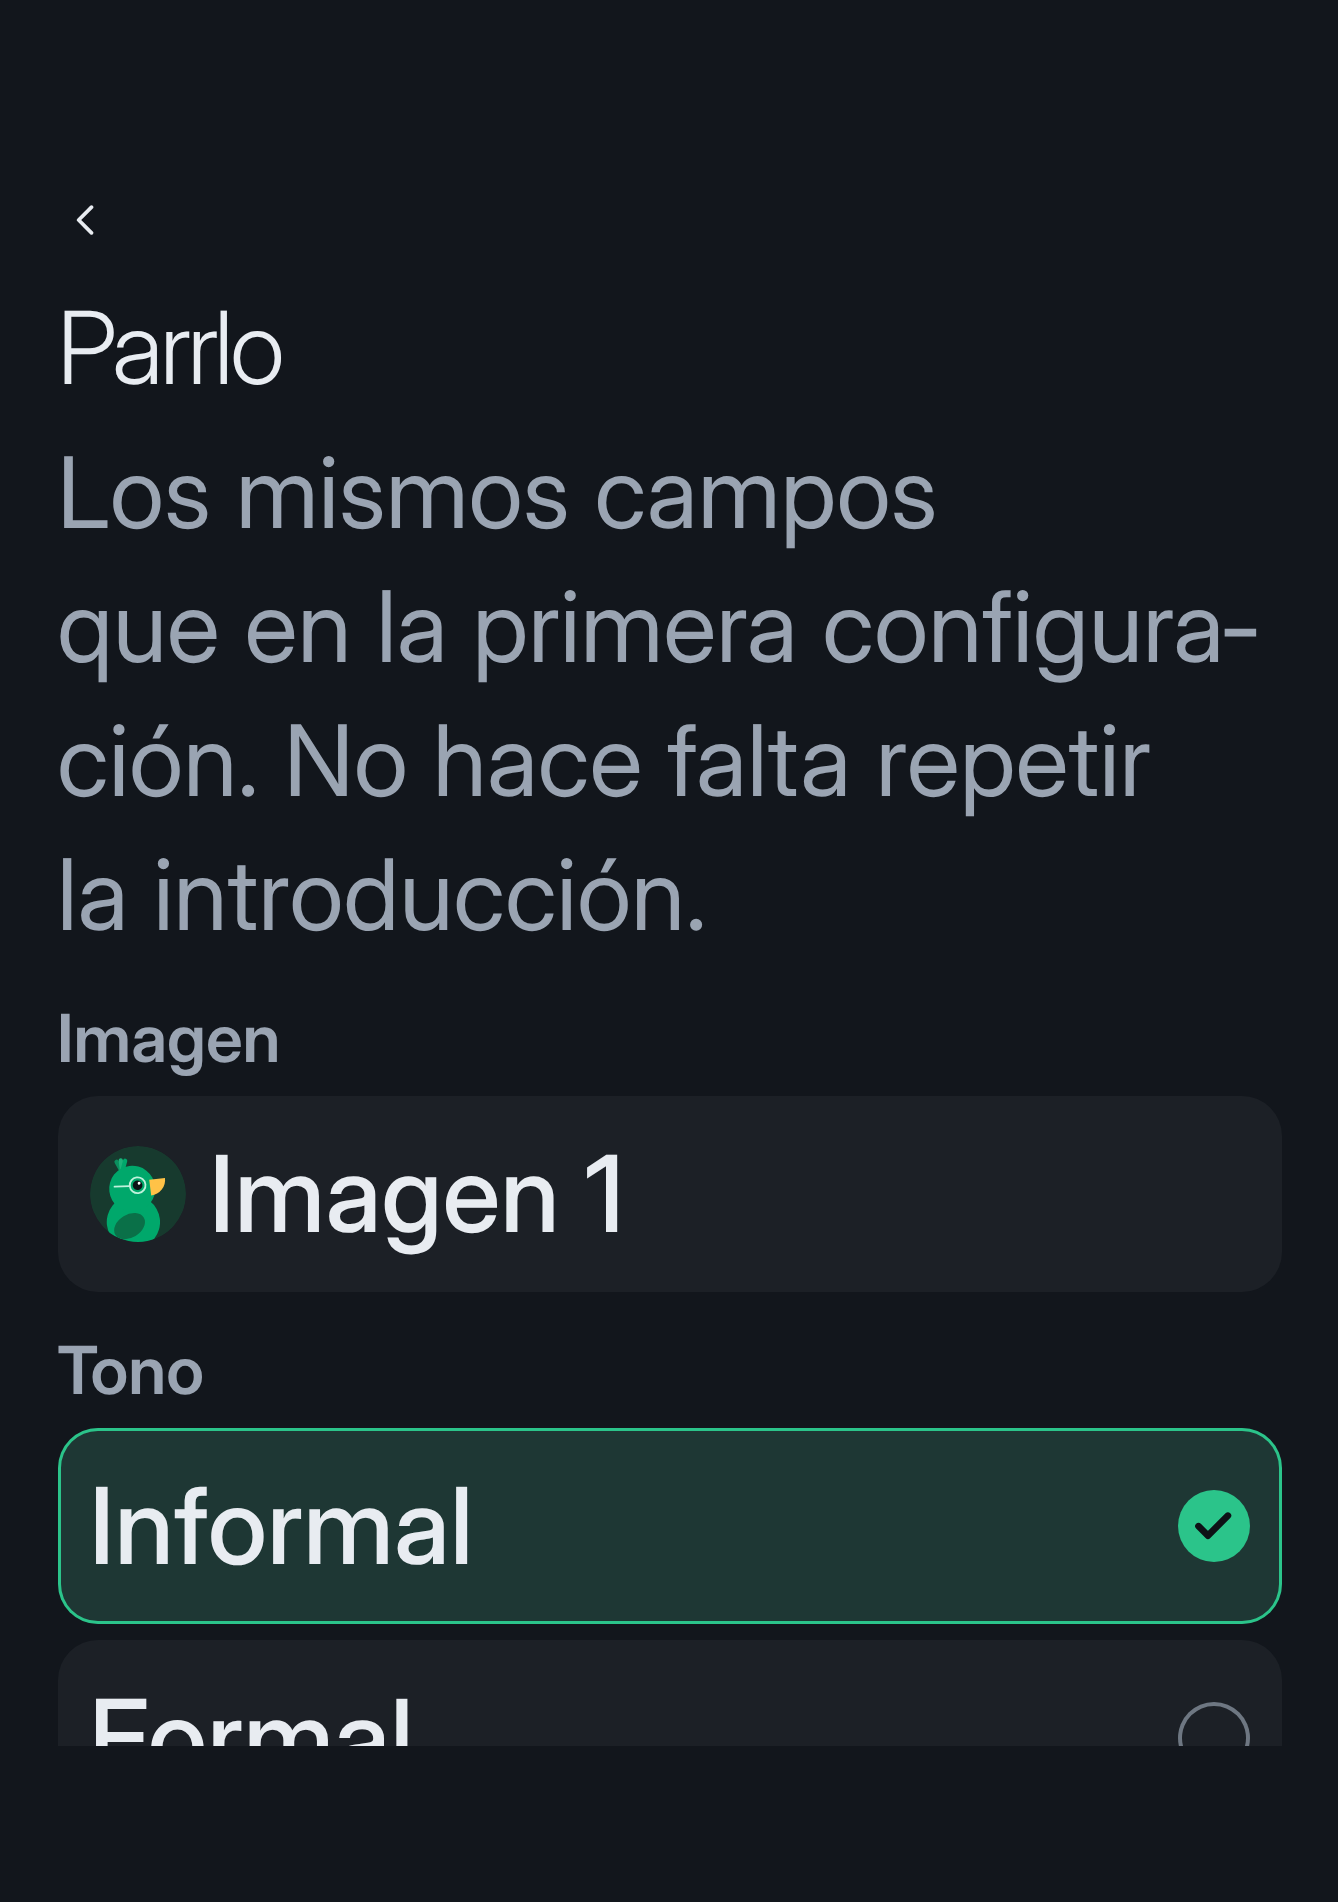 Parrlo
Los mismos campos
que en la primera configura-
ción. No hace falta repetir
la introducción.
Imagen
Imagen 1
Tono
Informal
Formal